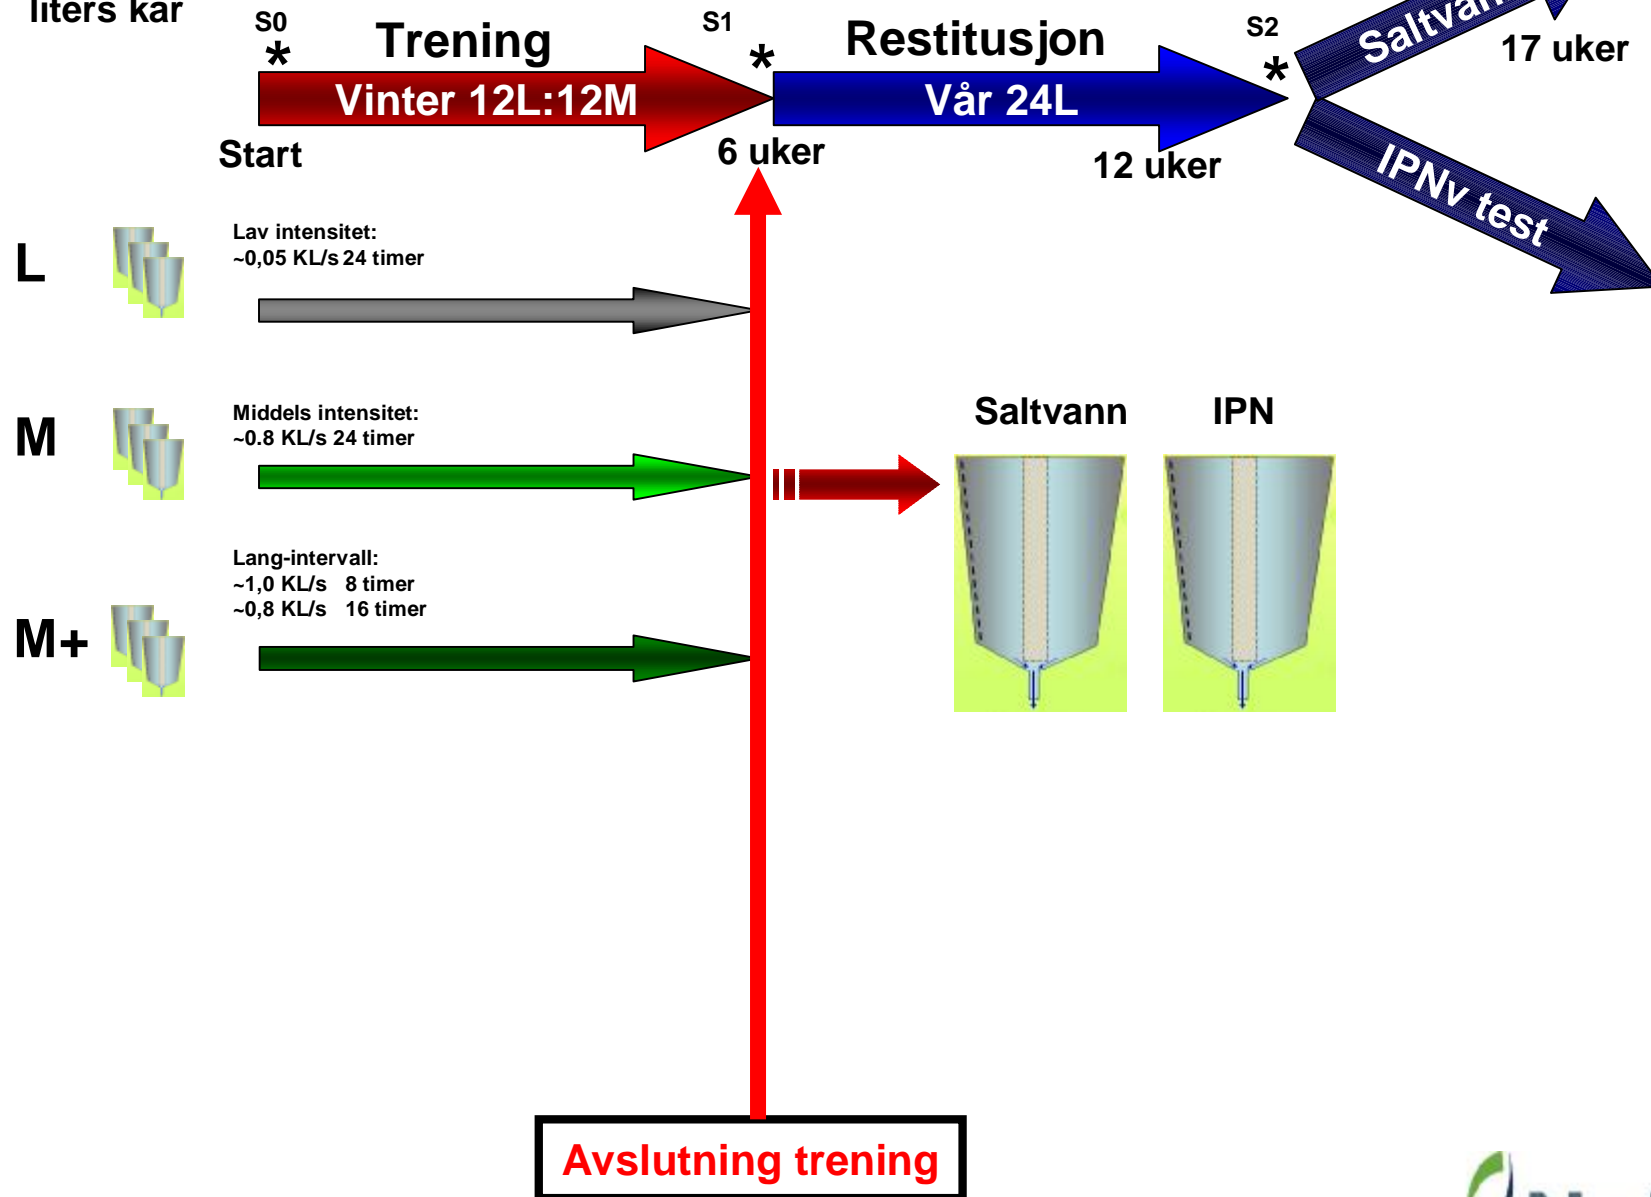 liters kar
S0
S1
S2
*
*
*
Trening
Restitusjon
Saltvann
17 uker
Vinter 12L:12M
Vår 24L
Start
6 uker
12 uker
IPNv test
L
Lav intensitet:
~0,05 KL/s 24 timer
M
Middels intensitet:
~0.8 KL/s 24 timer
Saltvann
IPN
M+
Lang-intervall:
~1,0 KL/s 8 timer
~0,8 KL/s 16 timer
Avslutning trening